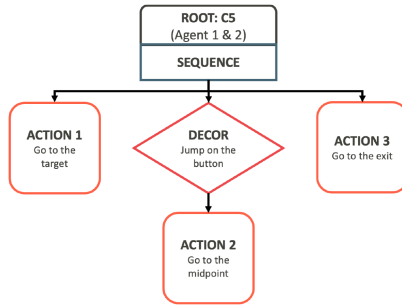 ROOT: C5
(Agent 1 & 2)
SEQUENCE
ACTION 1
Go to the
target
DECOR
Jump on the
button
ACTION 3
Go to the exit
ACTION 2
Go to the
midpoint